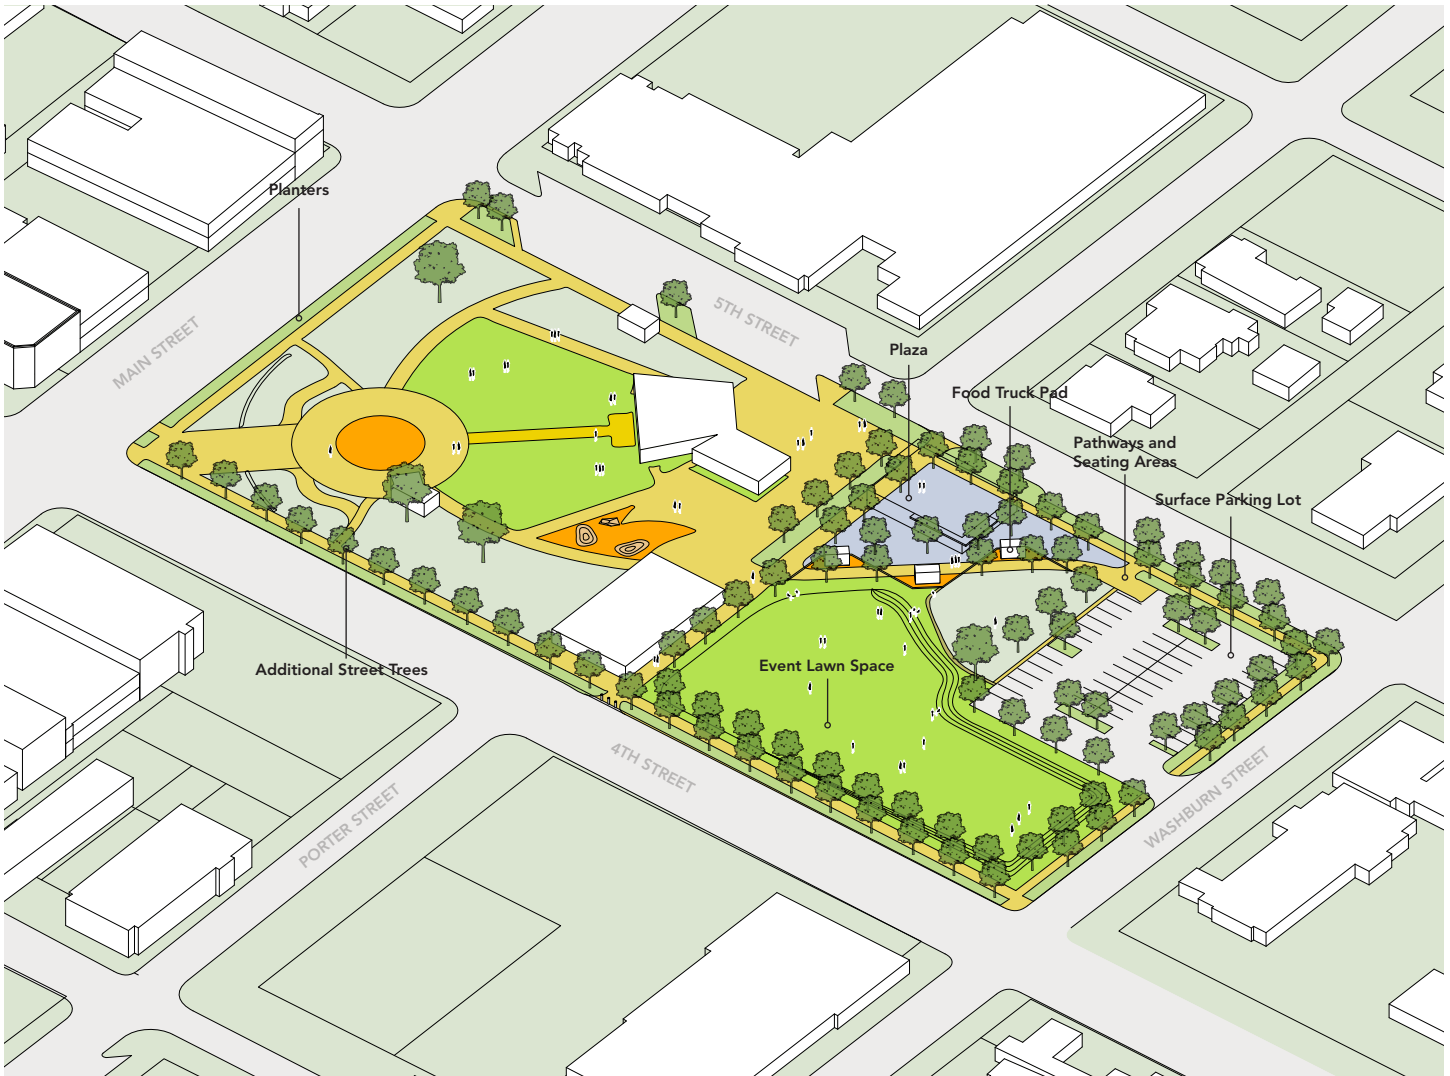 Planters
MAIN STREET
5TH STREET
Plaza
Food Truck Pad
Pathways and
Seating Areas
Surface Parking Lot
Additional Street Trees
Event Lawn Space
4TH STREET
PORTER STREET
WASHBURN STREET